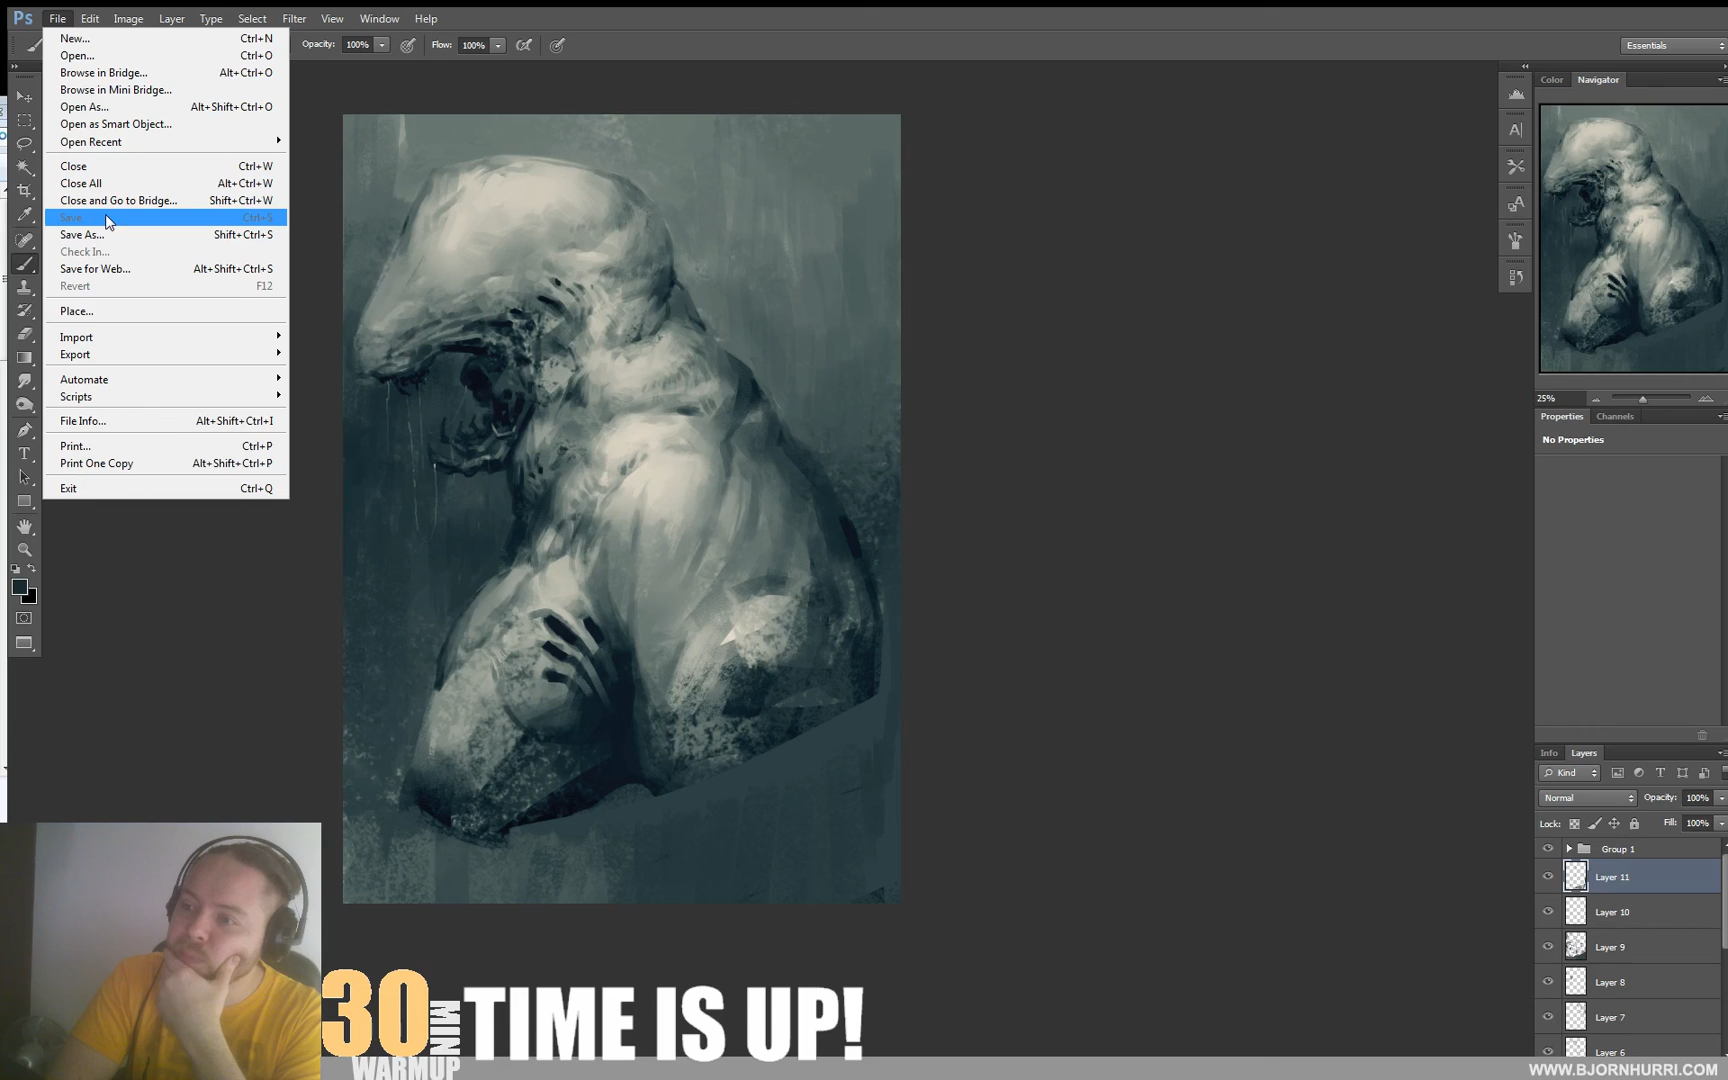 Ps File Edit Image Layer Type Select Filter View Window Help
Opacity: 100% Flow: 100% Essentials
New... Ctrl+N
Open... Ctrl+O
Browse in Bridge... Alt+Ctrl+O
Browse in Mini Bridge...
Open As... Alt+Shift+Ctrl+O
Open as Smart Object...
Open Recent
Close Ctrl+W
Close All Alt+Ctrl+W
Close and Go to Bridge... Shift+Ctrl+W
Save Ctrl+S
Save As... Shift+Ctrl+S
Check In...
Save for Web... Alt+Shift+Ctrl+S
Revert F12
Place...
Import
Export
Automate
Scripts
File Info... Alt+Shift+Ctrl+I
Print... Ctrl+P
Print One Copy Alt+Shift+Ctrl+P
Exit Ctrl+Q
Color Navigator
25%
Properties Channels
No Properties
Info Layers
Kind
Normal Opacity: 100%
Lock: Fill: 100%
Group 1
Layer 11
Layer 10
Layer 9
Layer 8
Layer 7
Layer 6
30 MIN WARMUP TIME IS UP!
WWW.BJORNHURRI.COM